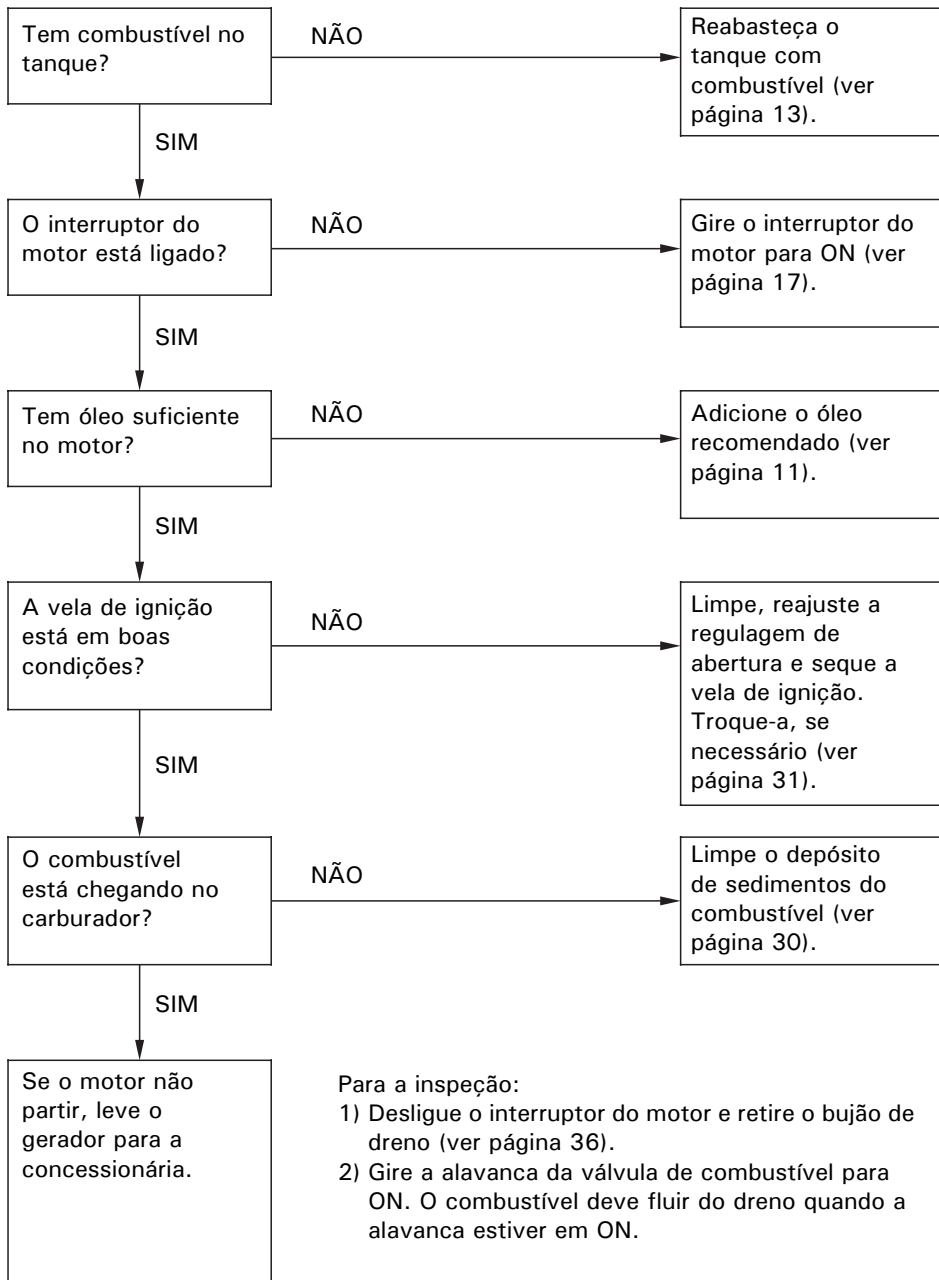 Tem combustível no
tanque?
NÃO
Reabasteça o
tanque com
combustível (ver
página 13).
SIM
O interruptor do
motor está ligado?
NÃO
Gire o interruptor do
motor para ON (ver
página 17).
SIM
Tem óleo suficiente
no motor?
NÃO
Adicione o óleo
recomendado (ver
página 11).
SIM
A vela de ignição
está em boas
condições?
NÃO
Limpe, reajuste a
regulagem de
abertura e seque a
vela de ignição.
Troque-a, se
necessário (ver
página 31).
SIM
O combustível
está chegando no
carburador?
NÃO
Limpe o depósito
de sedimentos do
combustível (ver
página 30).
SIM
Se o motor não
partir, leve o
gerador para a
concessionária.
Para a inspeção:
1) Desligue o interruptor do motor e retire o bujão de
dreno (ver página 36).
2) Gire a alavanca da válvula de combustível para
ON. O combustível deve fluir do dreno quando a
alavanca estiver em ON.